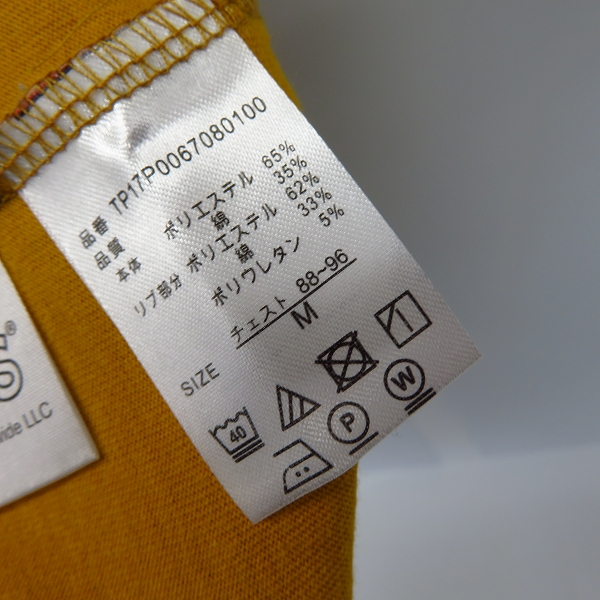 品番 TP17P0067080100
品質
本体 ポリエステル 65%
綿 35%
リブ部分 ポリエステル 62%
綿 33%
ポリウレタン 5%
チェスト 88~96
SIZE M
40
P
W
®
wide LLC